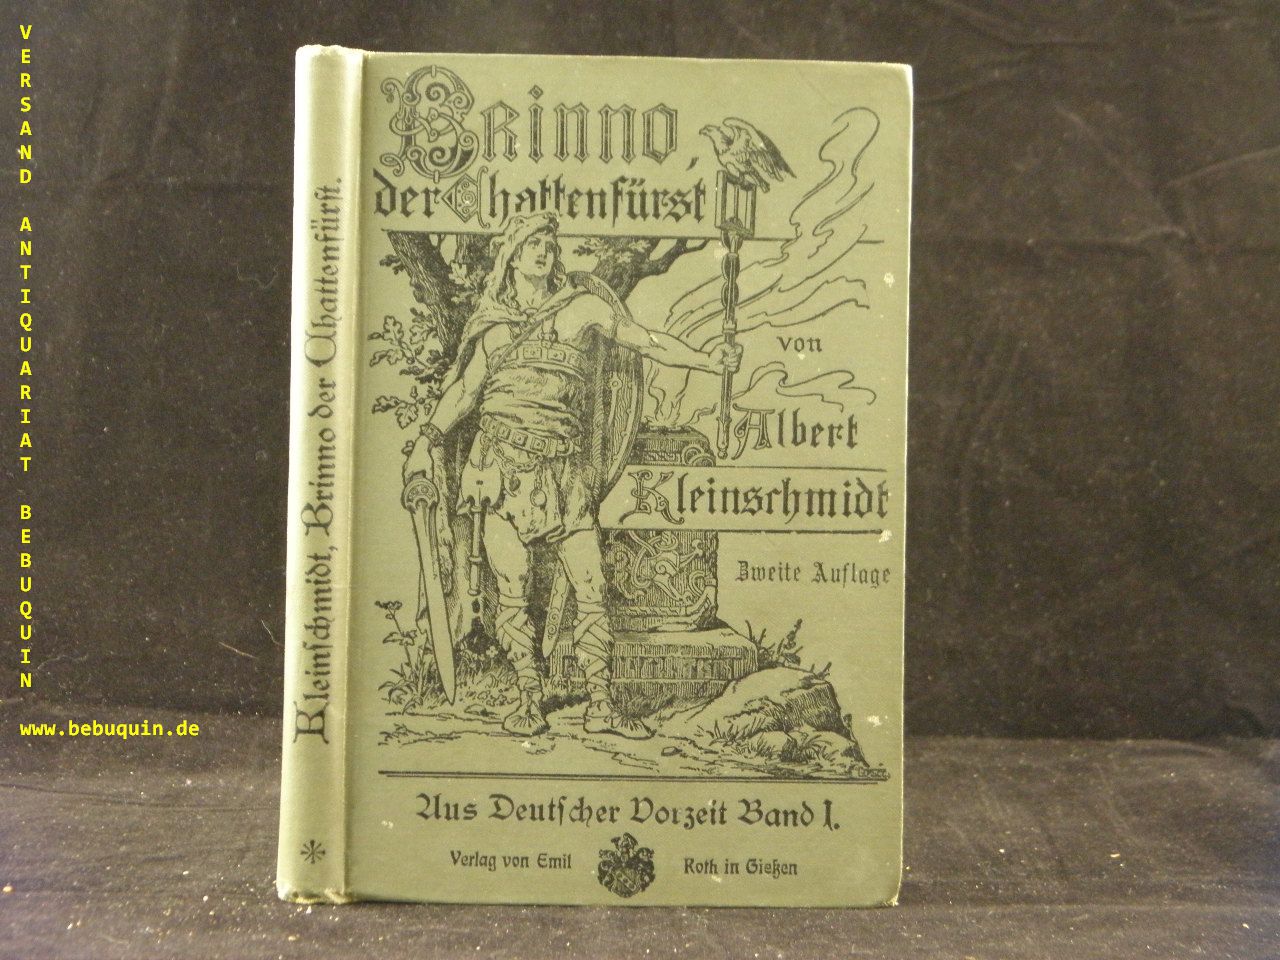 VERSAND ANTIQUARIAT BEBUQUIN
www.bebuquin.de
Kleinschmidt, Brinno der Chattenfürst.
Brinno,
der Chattenfürst
von
Albert
Kleinschmidt
Zweite Auflage
Aus Deutscher Vorzeit Band I.
Verlag von Emil Roth in Gießen